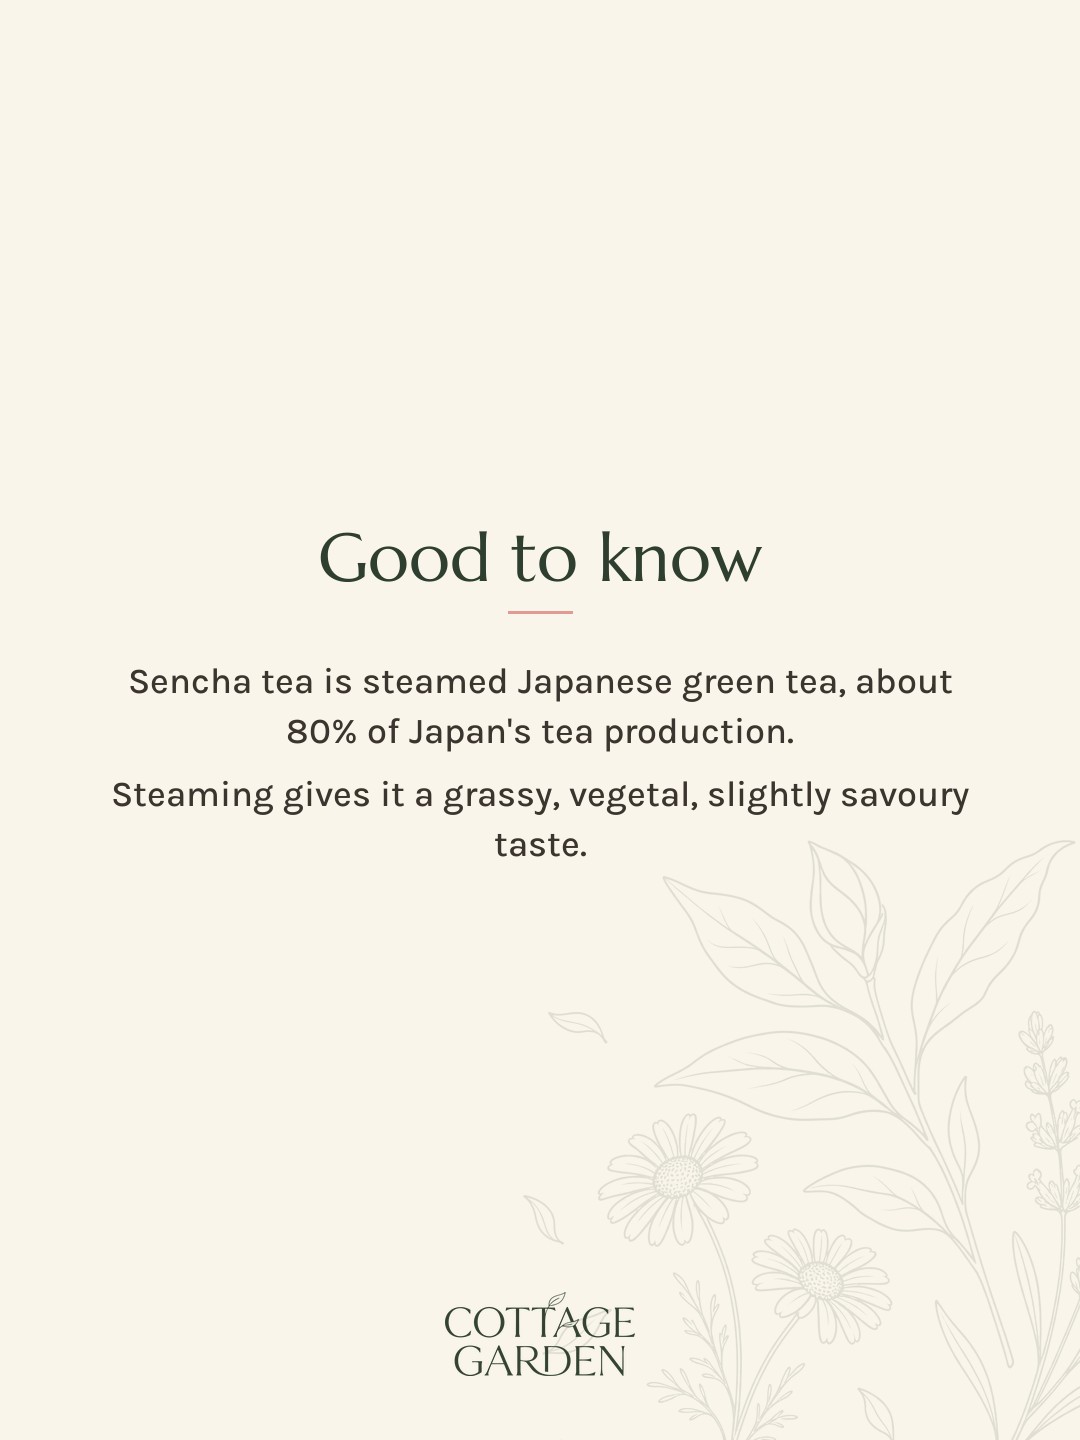 Good to know
Sencha tea is steamed Japanese green tea, about
80% of Japan's tea production.
Steaming gives it a grassy, vegetal, slightly savoury
taste.
COTTAGE
GARDEN